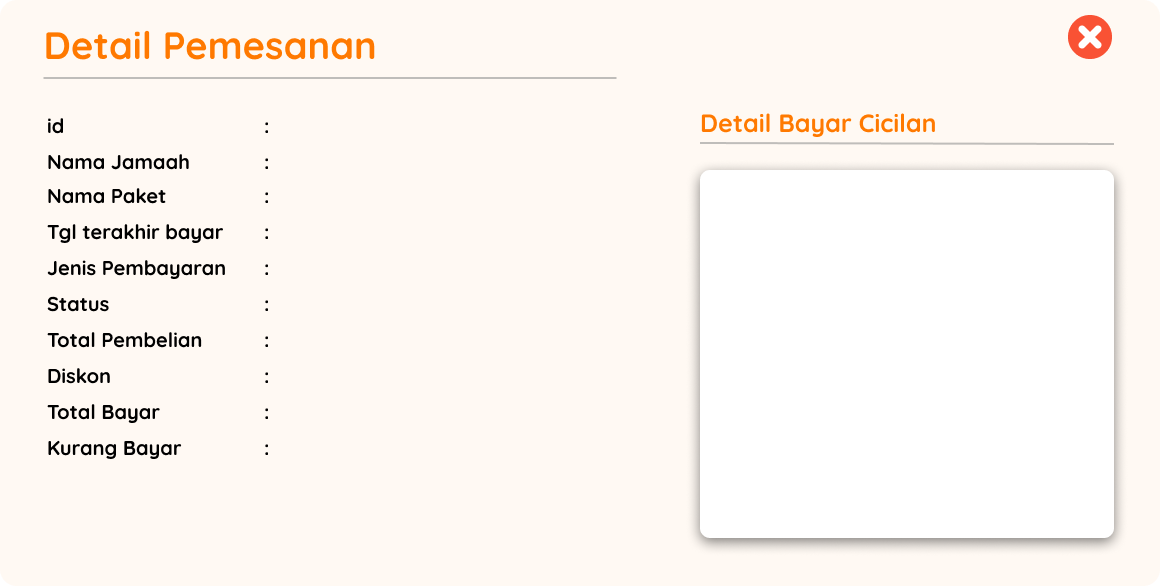 Detail Pemesanan
id :
Nama Jamaah :
Nama Paket :
Tgl terakhir bayar :
Jenis Pembayaran :
Status :
Total Pembelian :
Diskon :
Total Bayar :
Kurang Bayar :
Detail Bayar Cicilan